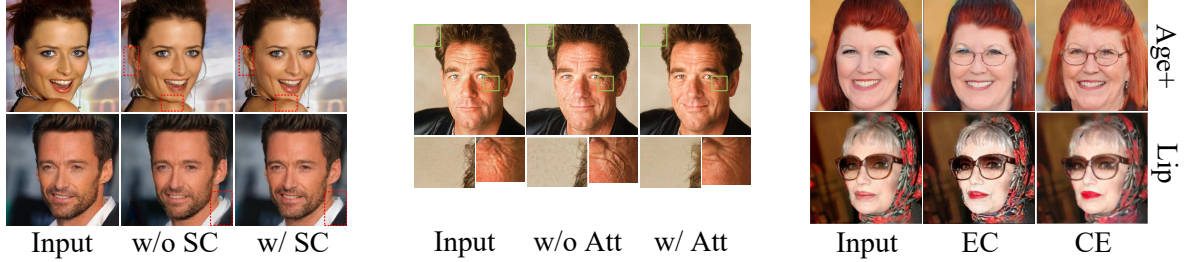 Age+
Lip
Input w/o SC w/ SC
Input w/o Att w/ Att
Input EC CE